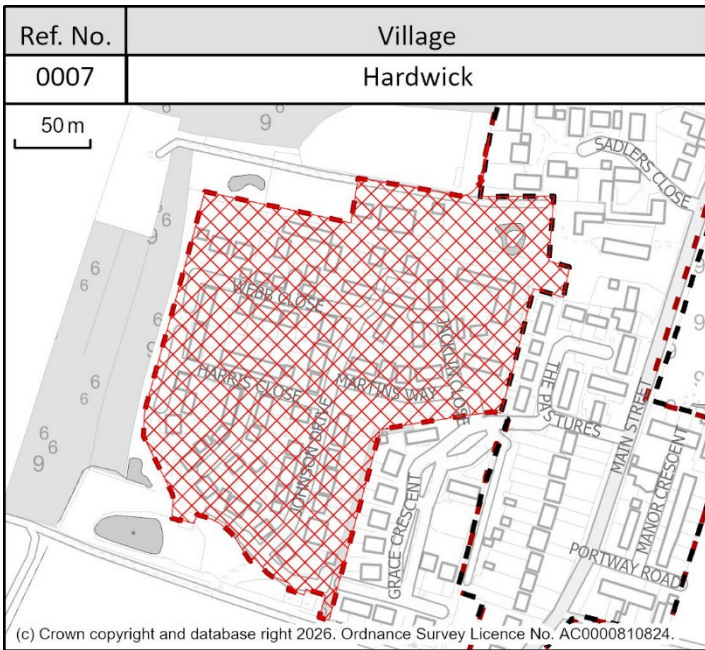 Ref. No. Village
0007 Hardwick
50 m
SADLERS CLOSE
WEBB CLOSE
JACKLIN CLOSE
HARRIS CLOSE
MARTINS WAY
THE PASTURES
JOHNSON DRIVE
MAIN STREET
MANOR CRESCENT
GRACE CRESCENT
PORTWAY ROAD
(c) Crown copyright and database right 2026. Ordnance Survey Licence No. AC0000810824.